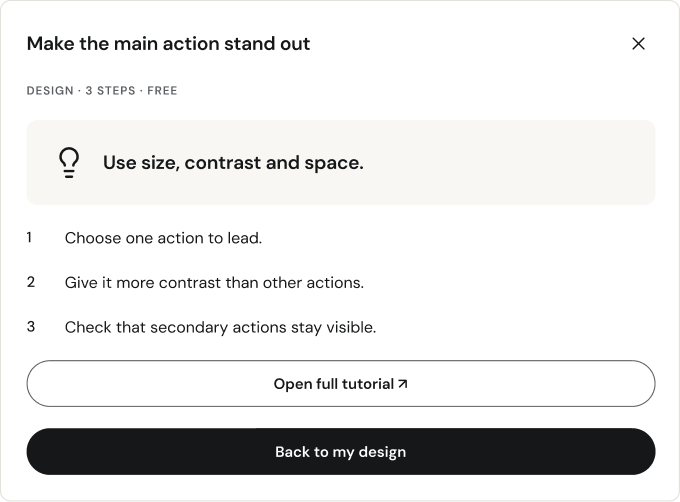 Make the main action stand out
DESIGN · 3 STEPS · FREE
Use size, contrast and space.
1 Choose one action to lead.
2 Give it more contrast than other actions.
3 Check that secondary actions stay visible.
Open full tutorial ↗
Back to my design